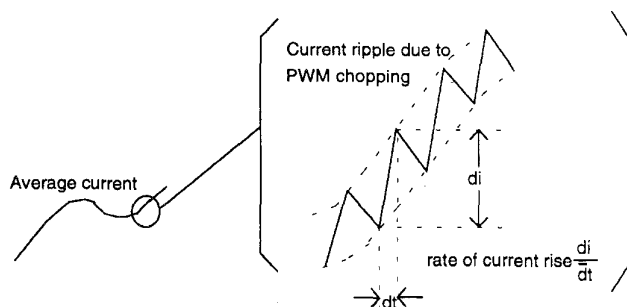 Current ripple due to
PWM chopping
Average current
di
rate of current rise di/dt
dt